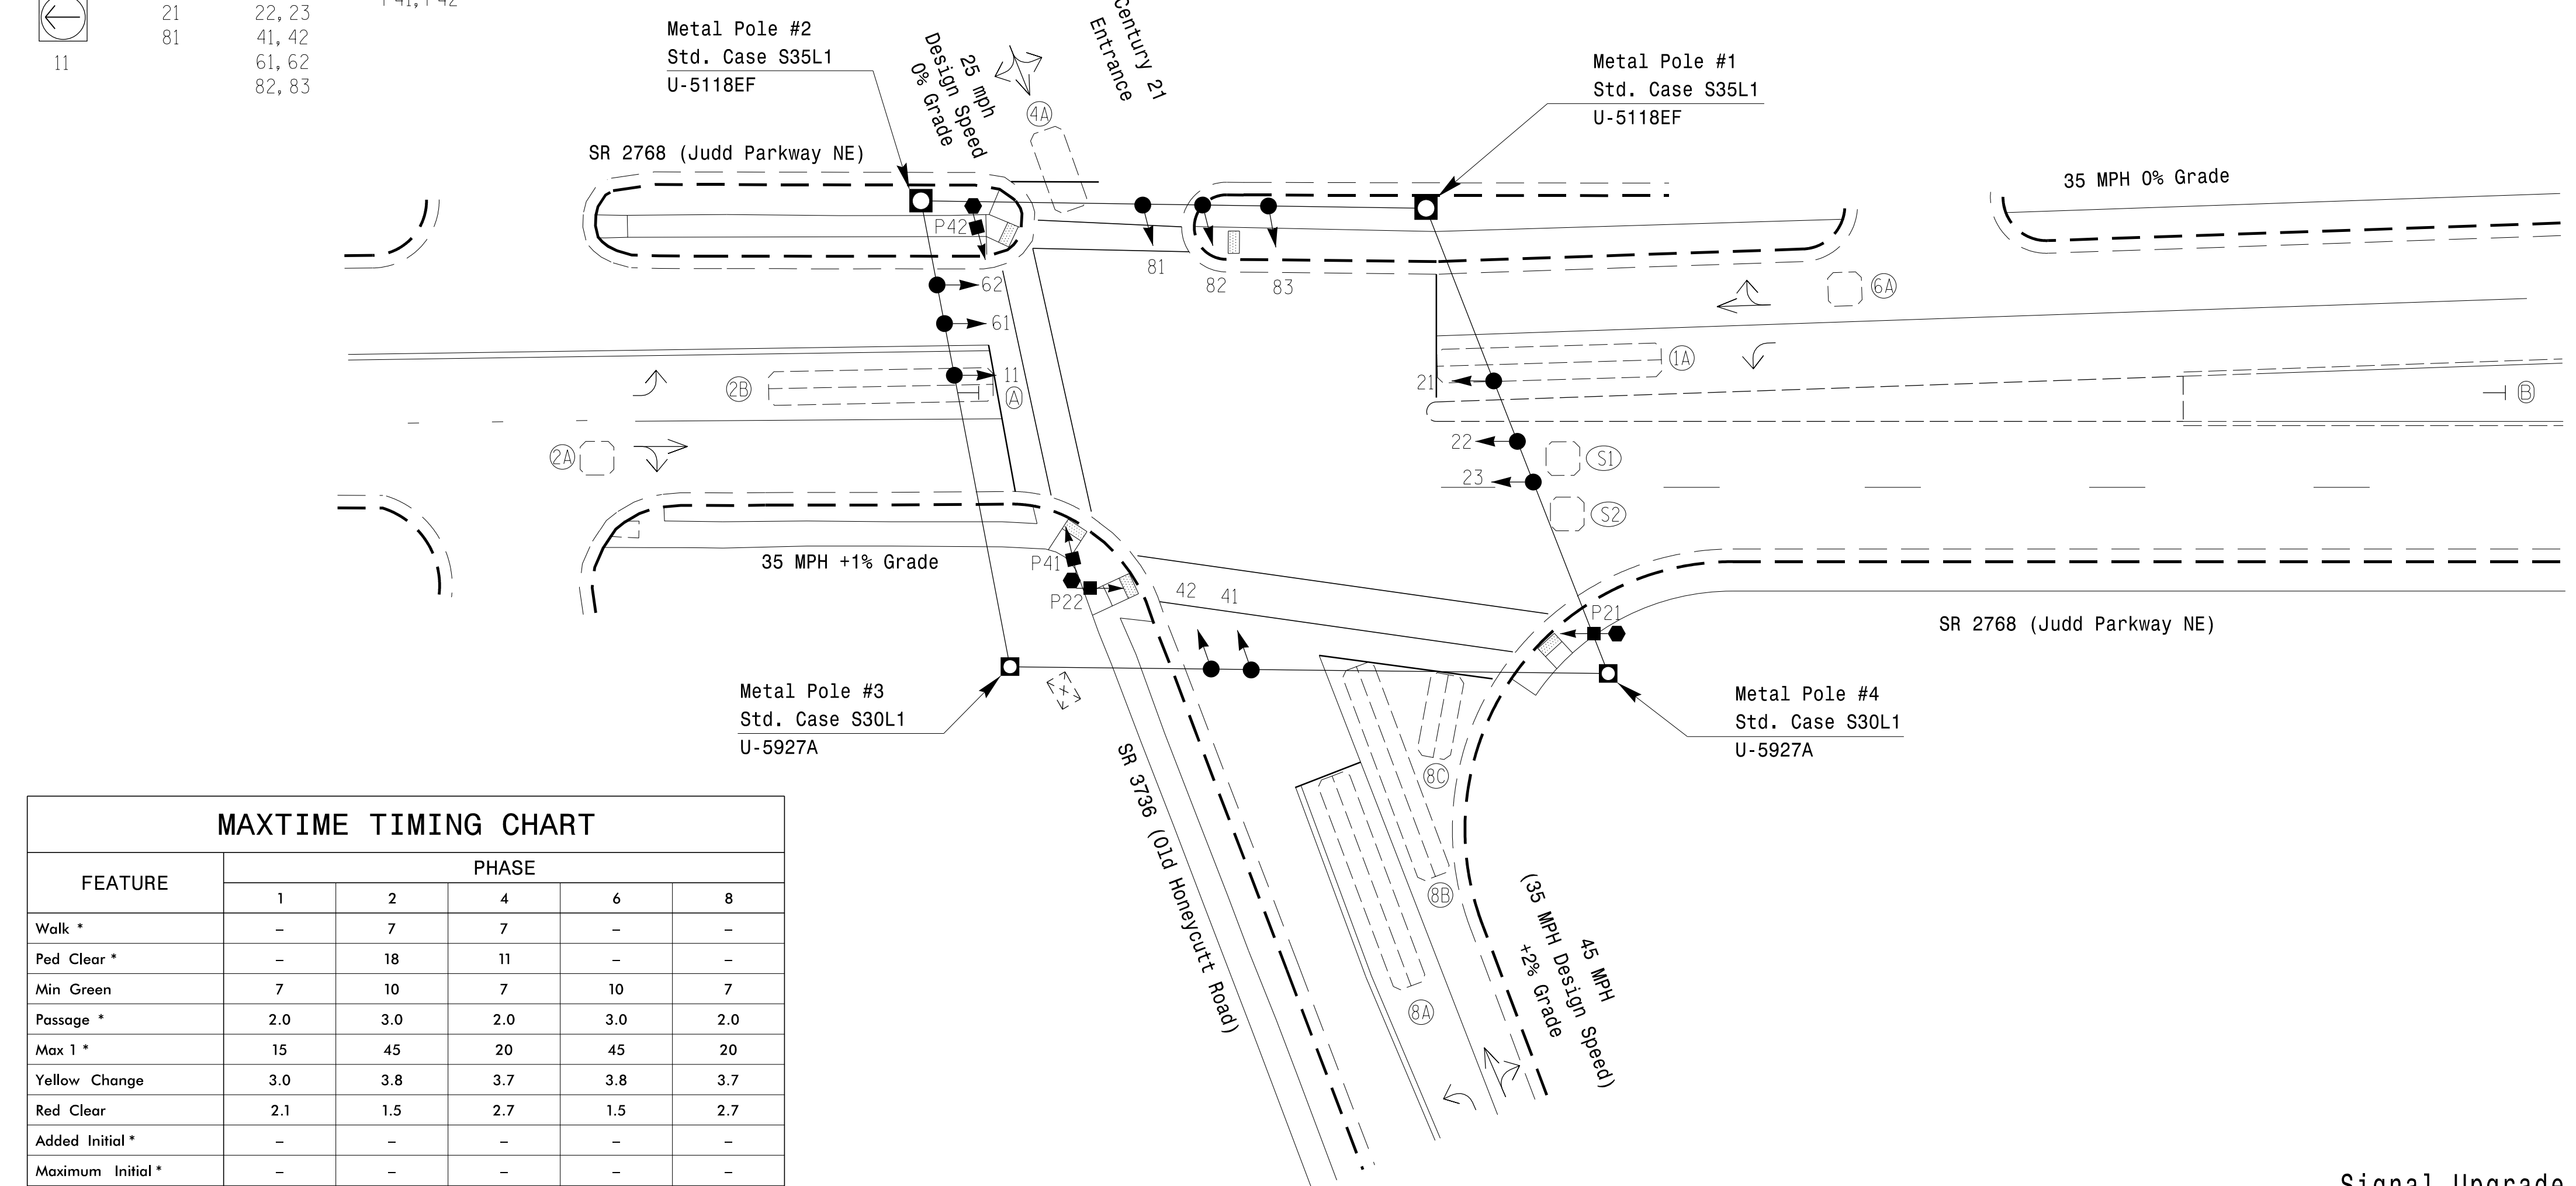 11
21
81
22, 23
41, 42
61, 62
82, 83
P41, P42
Metal Pole #2
Std. Case S35L1
U-5118EF
25 mph
Design Speed
0% Grade
4A
Century 21
Entrance
Metal Pole #1
Std. Case S35L1
U-5118EF
SR 2768 (Judd Parkway NE)
35 MPH 0% Grade
P42
62
61
11
A
81
82
83
6A
1A
21
B
2B
2A
22
23
S1
S2
35 MPH +1% Grade
P41
P22
42
41
P21
SR 2768 (Judd Parkway NE)
Metal Pole #3
Std. Case S30L1
U-5927A
Metal Pole #4
Std. Case S30L1
U-5927A
SR 3736 (Old Honeycutt Road)
8C
8B
8A
45 MPH
(35 MPH Design Speed)
+2% Grade
MAXTIME TIMING CHART
FEATURE
PHASE
1 2 4 6 8
Walk * – 7 7 – –
Ped Clear * – 18 11 – –
Min Green 7 10 7 10 7
Passage * 2.0 3.0 2.0 3.0 2.0
Max 1 * 15 45 20 45 20
Yellow Change 3.0 3.8 3.7 3.8 3.7
Red Clear 2.1 1.5 2.7 1.5 2.7
Added Initial * – – – – –
Maximum Initial * – – – – –
Signal Upgrade